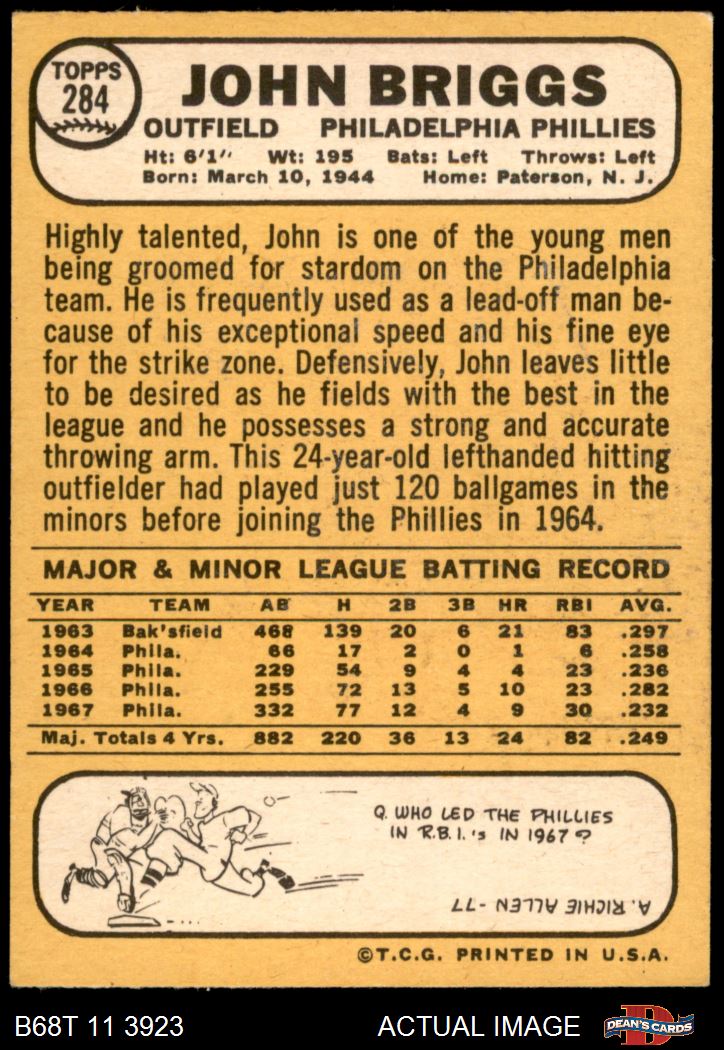 TOPPS
284
JOHN BRIGGS
OUTFIELD PHILADELPHIA PHILLIES
Ht: 6'1" Wt: 195 Bats: Left Throws: Left
Born: March 10, 1944 Home: Paterson, N. J.
Highly talented, John is one of the young men
being groomed for stardom on the Philadelphia
team. He is frequently used as a lead-off man be-
cause of his exceptional speed and his fine eye
for the strike zone. Defensively, John leaves little
to be desired as he fields with the best in the
league and he possesses a strong and accurate
throwing arm. This 24-year-old lefthanded hitting
outfielder had played just 120 ballgames in the
minors before joining the Phillies in 1964.
MAJOR & MINOR LEAGUE BATTING RECORD
YEAR TEAM AB H 2B 3B HR RBI AVG.
1963 Bak'sfield 468 139 20 6 21 83 .297
1964 Phila. 66 17 2 0 1 6 .258
1965 Phila. 229 54 9 4 4 23 .236
1966 Phila. 255 72 13 5 10 23 .282
1967 Phila. 332 77 12 4 9 30 .232
Maj. Totals 4 Yrs. 882 220 36 13 24 82 .249
Q. WHO LED THE PHILLIES
IN R.B.I.'s IN 1967?
A. RICHIE ALLEN -77
©T.C.G. PRINTED IN U.S.A.
B68T 11 3923 ACTUAL IMAGE
D
DEAN'S CARDS